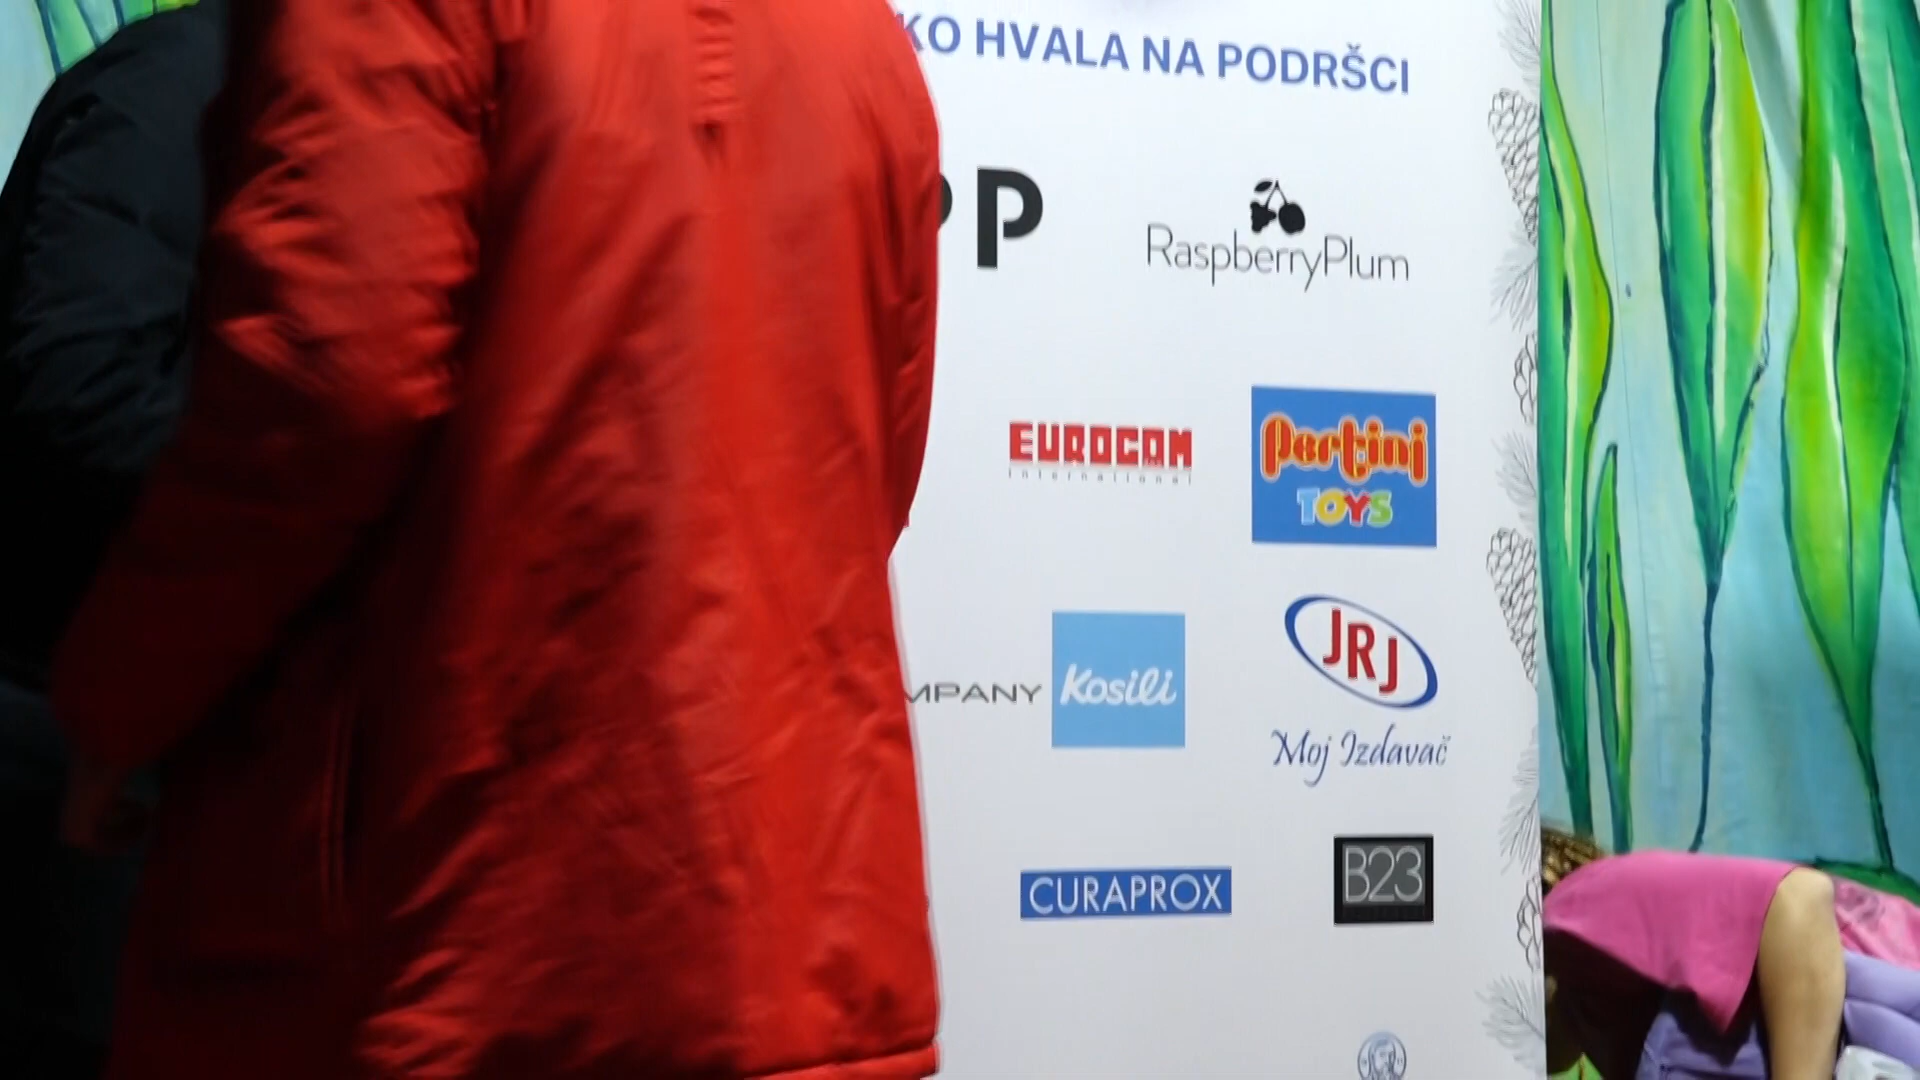 KO HVALA NA PODRŠCI
P
RaspberryPlum
EUROCOM
International
Pertini
TOYS
MPANY
Kosili
JRJ
Moj Izdavač
CURAPROX
B23